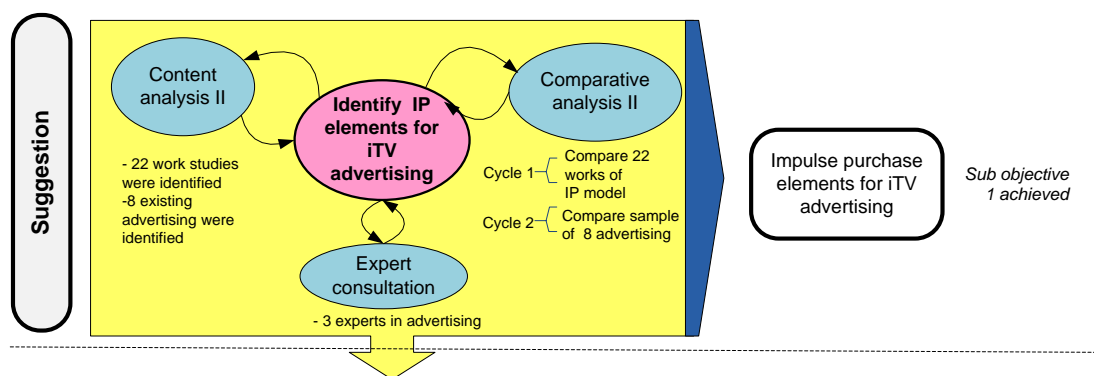 Suggestion
Content
analysis II
- 22 work studies
were identified
-8 existing
advertising were
identified
Identify IP
elements for
iTV
advertising
Expert
consultation
- 3 experts in advertising
Comparative
analysis II
Cycle 1
Compare 22
works of
IP model
Cycle 2
Compare sample
of 8 advertising
Impulse purchase
elements for iTV
advertising
Sub objective
1 achieved